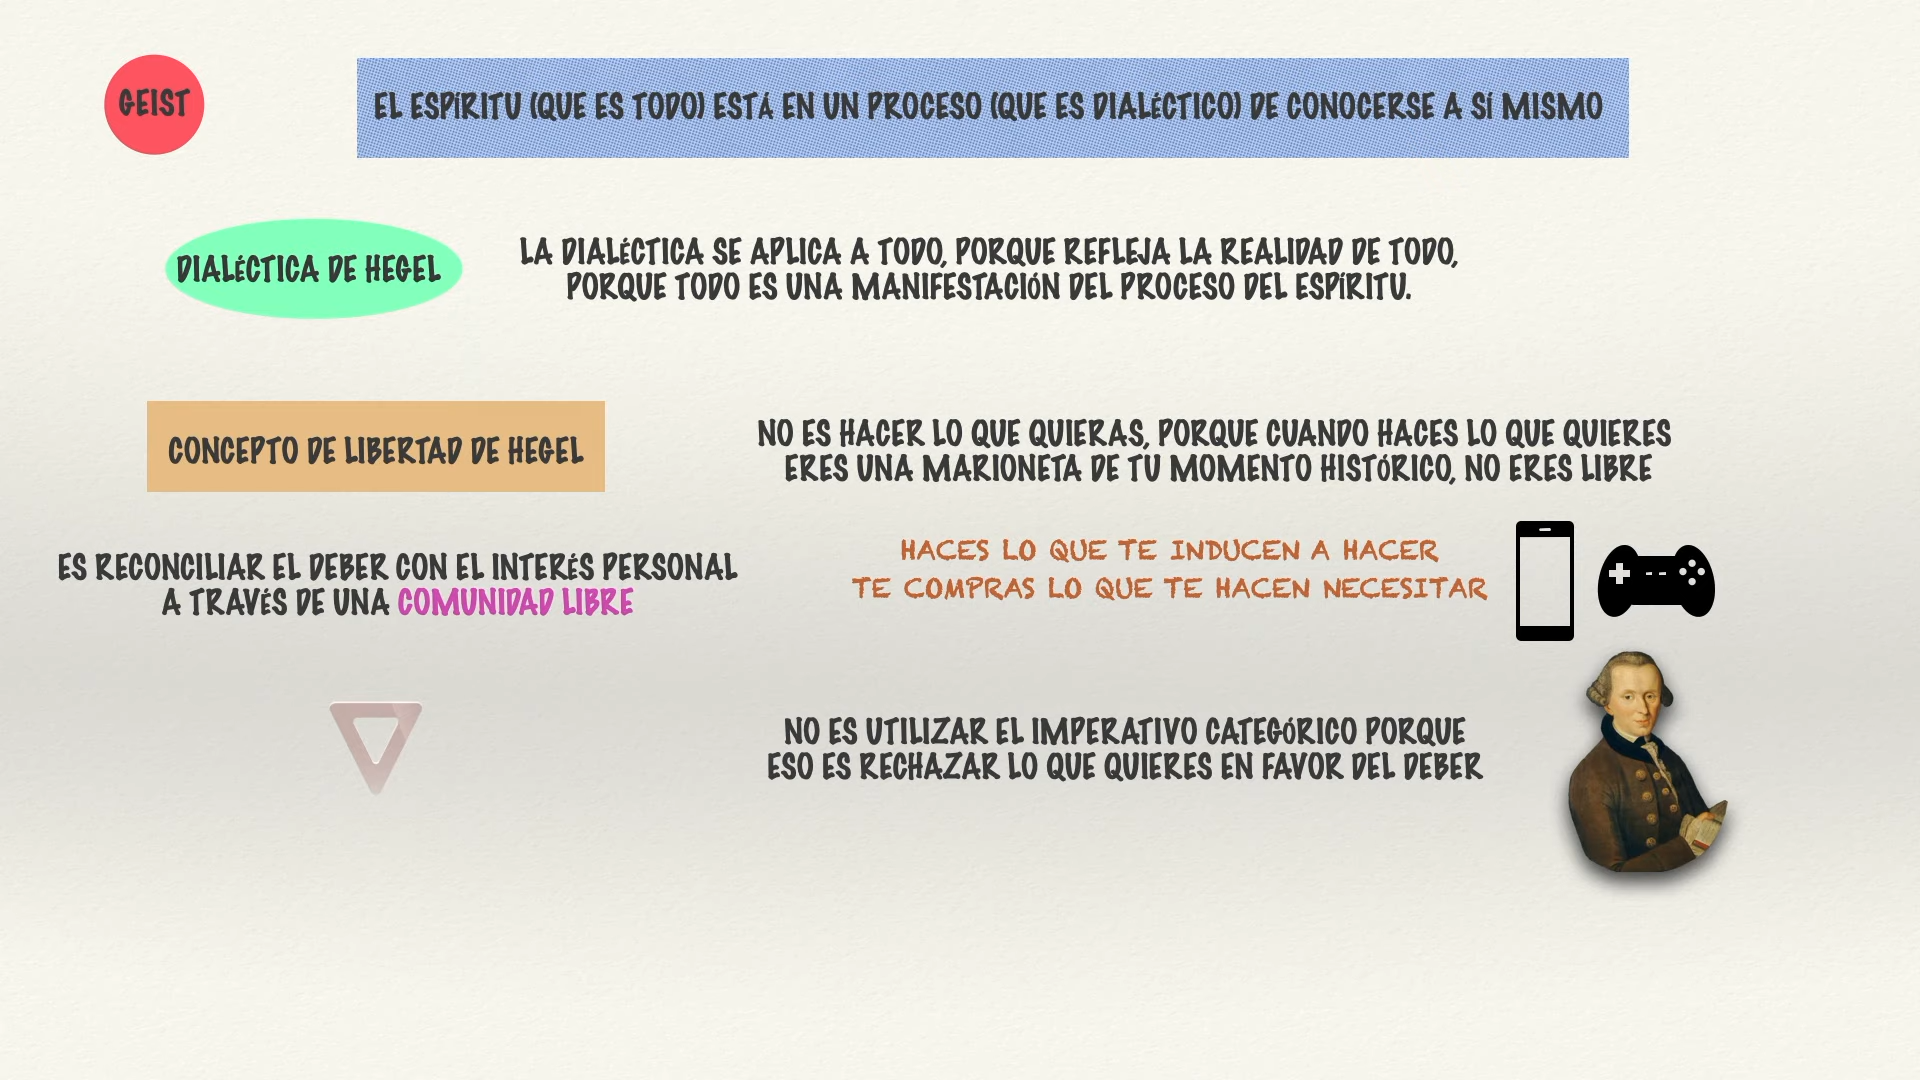 GEIST
EL ESPÍRITU (QUE ES TODO) ESTÁ EN UN PROCESO (QUE ES DIALÉCTICO) DE CONOCERSE A SÍ MISMO
DIALÉCTICA DE HEGEL
LA DIALÉCTICA SE APLICA A TODO, PORQUE REFLEJA LA REALIDAD DE TODO,
PORQUE TODO ES UNA MANIFESTACIÓN DEL PROCESO DEL ESPÍRITU.
CONCEPTO DE LIBERTAD DE HEGEL
NO ES HACER LO QUE QUIERAS, PORQUE CUANDO HACES LO QUE QUIERES
ERES UNA MARIONETA DE TU MOMENTO HISTÓRICO, NO ERES LIBRE
HACES LO QUE TE INDUCEN A HACER
TE COMPRAS LO QUE TE HACEN NECESITAR
ES RECONCILIAR EL DEBER CON EL INTERÉS PERSONAL
A TRAVÉS DE UNA COMUNIDAD LIBRE
NO ES UTILIZAR EL IMPERATIVO CATEGÓRICO PORQUE
ESO ES RECHAZAR LO QUE QUIERES EN FAVOR DEL DEBER